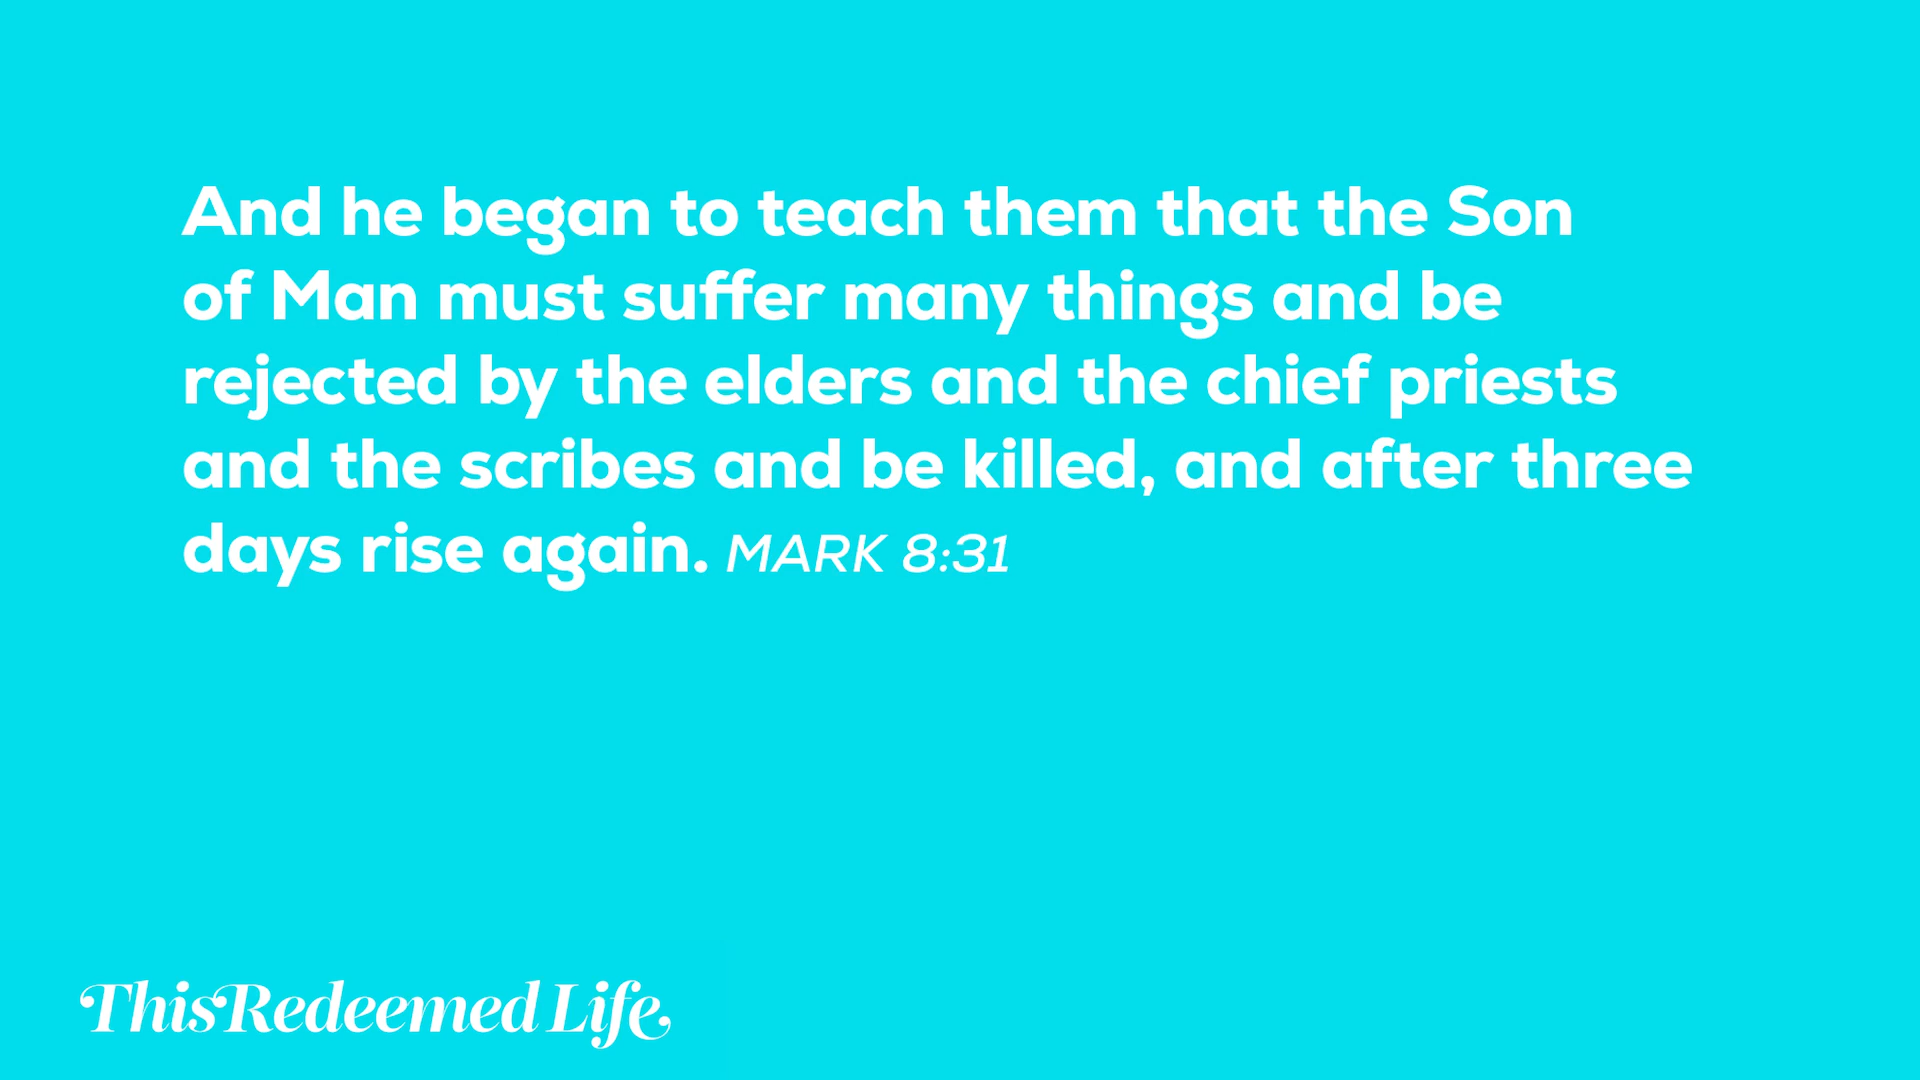 And he began to teach them that the Son
of Man must suffer many things and be
rejected by the elders and the chief priests
and the scribes and be killed, and after three
days rise again. MARK 8:31
This Redeemed Life.